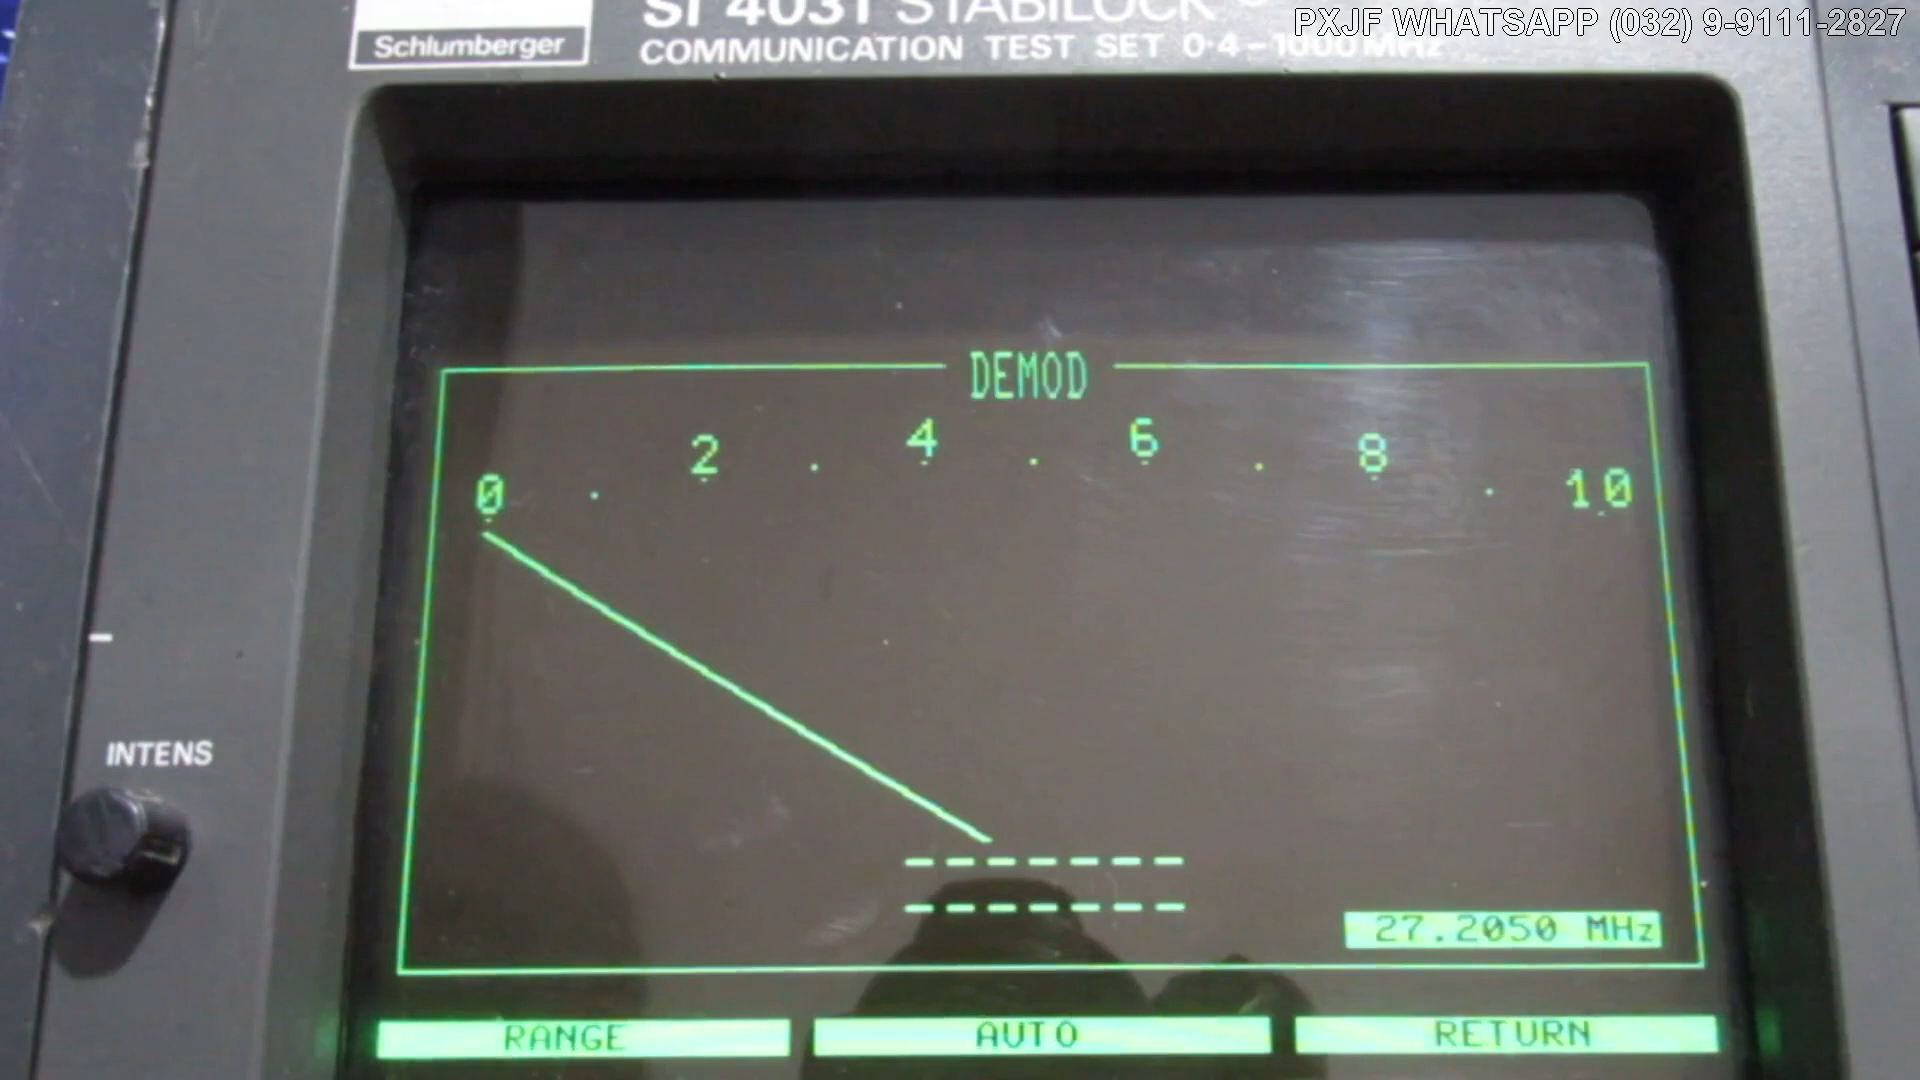 SI 4031 STABILOCK
PXJF WHATSAPP (032) 9-9111-2827
Schlumberger
COMMUNICATION TEST SET 0·4-1000MHz
DEMOD
0 . 2 . 4 . 6 . 8 . 10
-------
-------
27.2050 MHz
INTENS
RANGE AUTO RETURN